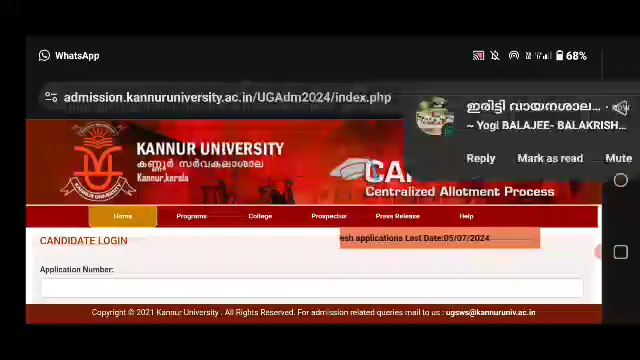 WhatsApp
68%
admission.kannuruniversity.ac.in/UGAdm2024/index.php
ഇരിട്ടി വായനശാല...
~ Yogi BALAJEE- BALAKRISH...
Reply Mark as read Mute
KANNUR UNIVERSITY
കണ്ണൂർ സർവകലാശാല
Kannur,kerala
Centralized Allotment Process
Home Programs College Prospectus Press Release Help
CANDIDATE LOGIN
esh applications Last Date:05/07/2024
Application Number:
Copyright © 2021 Kannur University . All Rights Reserved. For admission related queries mail to us : ugsws@kannuruniv.ac.in